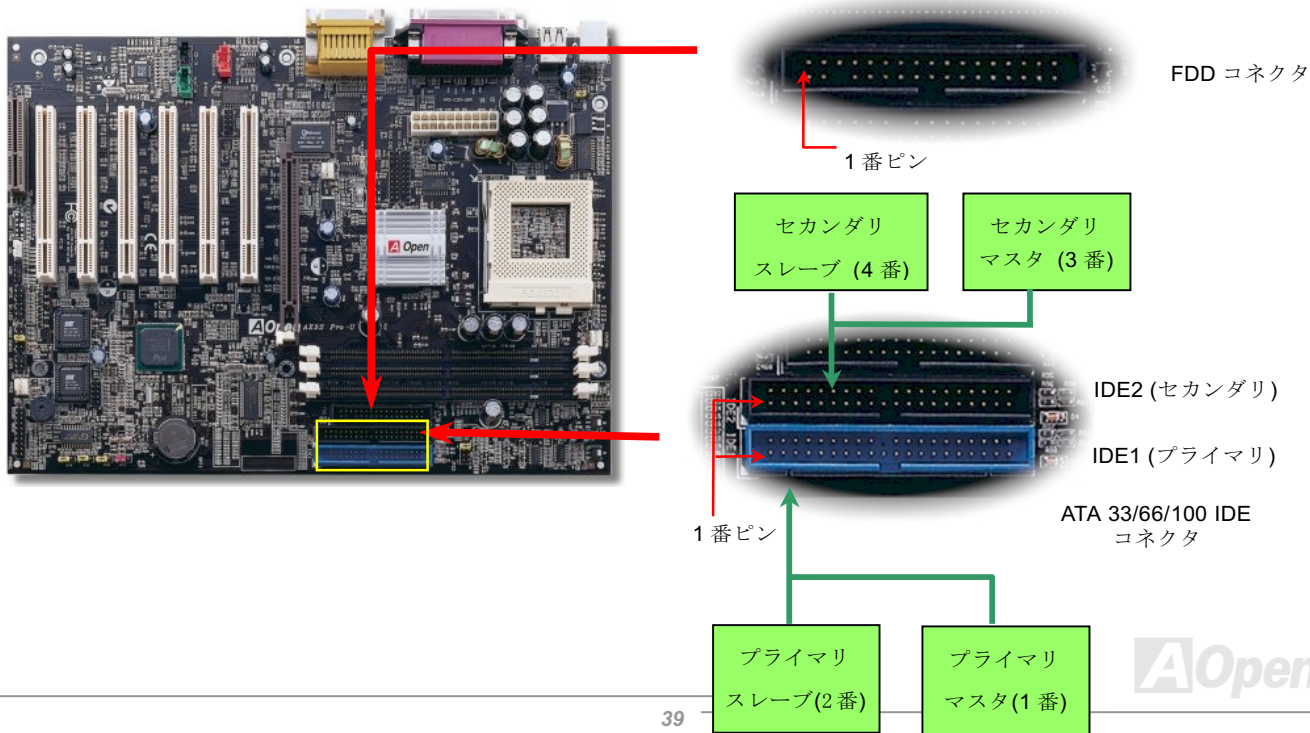 FDD コネクタ
1 番ピン
セカンダリ
スレーブ (4 番)
セカンダリ
マスタ (3 番)
A Open
AX3S Pro-U
IDE2 (セカンダリ)
IDE1 (プライマリ)
1 番ピン
ATA 33/66/100 IDE
コネクタ
プライマリ
スレーブ(2番)
プライマリ
マスタ(1 番)
AOpen
39